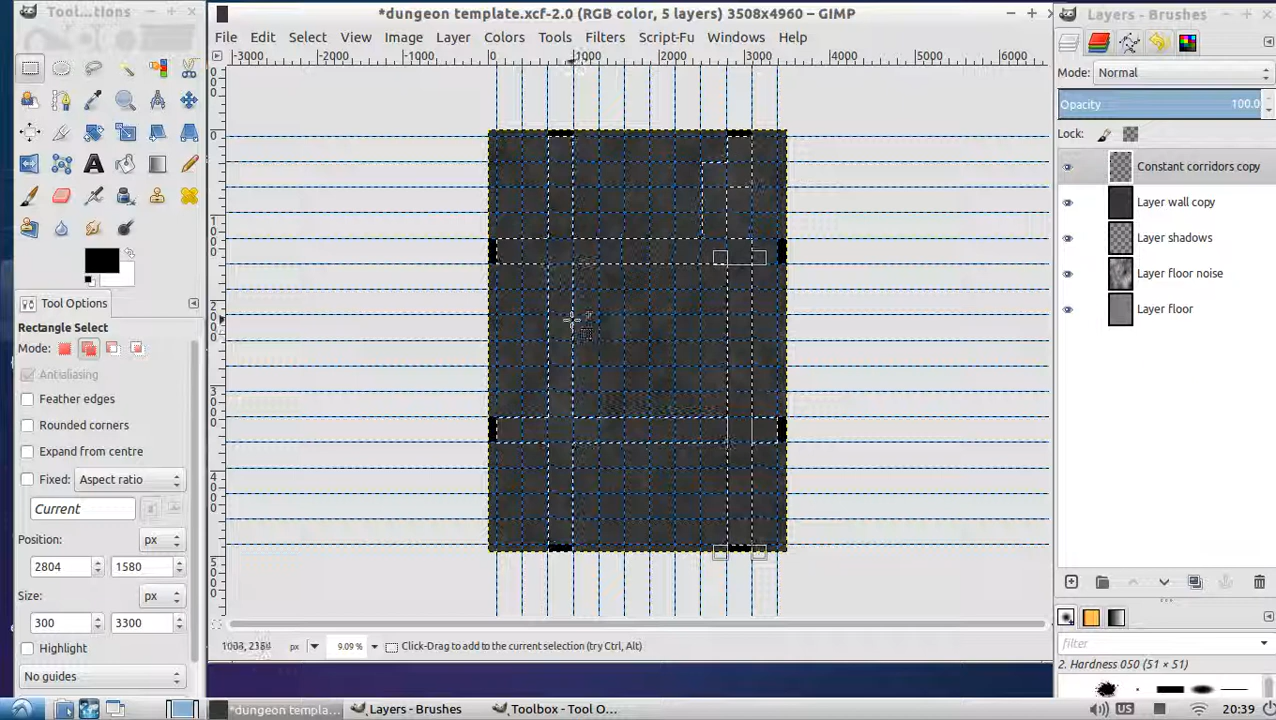 Too...tions
*dungeon template.xcf-2.0 (RGB color, 5 layers) 3508x4960 – GIMP
Layers - Brushes
File Edit Select View Image Layer Colors Tools Filters Script-Fu Windows Help
-3000 -2000 -1000 0 1000 2000 3000 4000 5000 6000
Mode: Normal
Opacity 100.0
Lock:
Constant corridors copy
Layer wall copy
Layer shadows
Layer floor noise
Layer floor
Tool Options
Rectangle Select
Mode:
Antialiasing
Feather edges
Rounded corners
Expand from centre
Fixed: Aspect ratio
Current
Position: px
2804 1580
Size: px
300 3300
Highlight
No guides
px 9.09 % Click-Drag to add to the current selection (try Ctrl, Alt)
filter
2. Hardness 050 (51 × 51)
*dungeon templa... Layers - Brushes Toolbox - Tool O... US 20:39